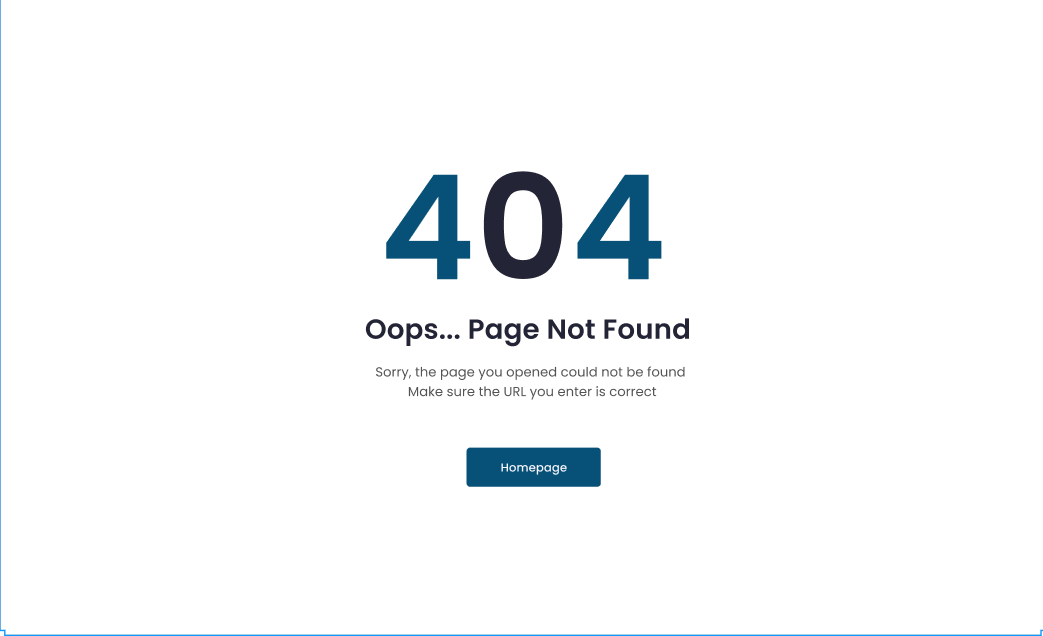 404
Oops... Page Not Found
Sorry, the page you opened could not be found
Make sure the URL you enter is correct
Homepage